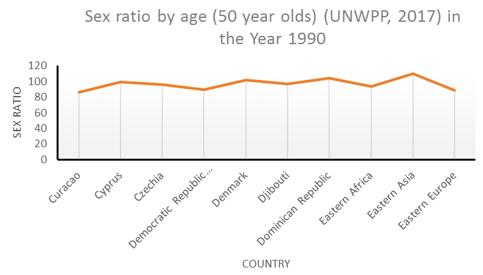 Sex ratio by age (50 year olds) (UNWPP, 2017) in
the Year 1990
SEX RATIO
120
100
80
60
40
20
0
Curacao
Cyprus
Czechia
Democratic Republic...
Denmark
Djibouti
Dominican Republic
Eastern Africa
Eastern Asia
Eastern Europe
COUNTRY